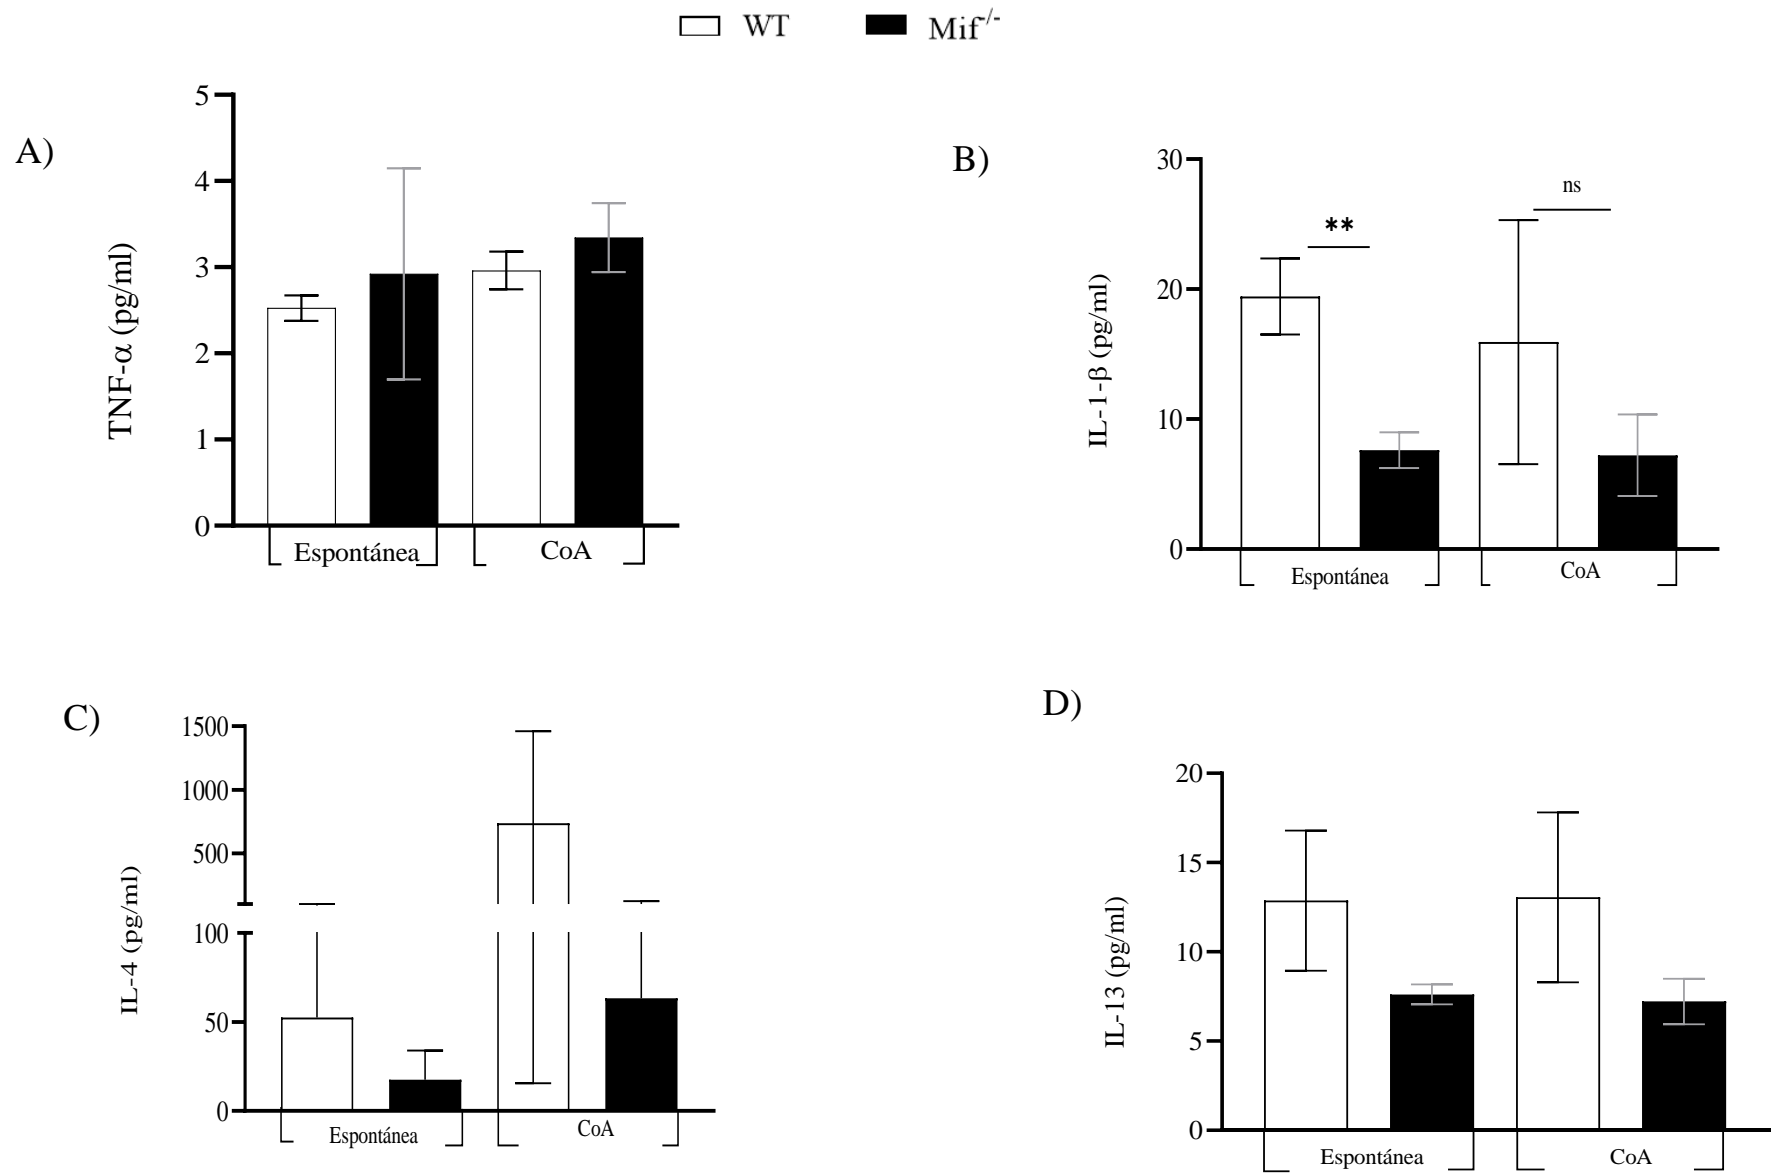 WT Mif-/-
A)
TNF-α (pg/ml)
5
4
3
2
1
0
Espontánea CoA
B)
IL-1-β (pg/ml)
30
20
10
0
**
ns
Espontánea CoA
C)
IL-4 (pg/ml)
1500
1000
500
100
50
0
Espontánea CoA
D)
IL-13 (pg/ml)
20
15
10
5
0
Espontánea CoA